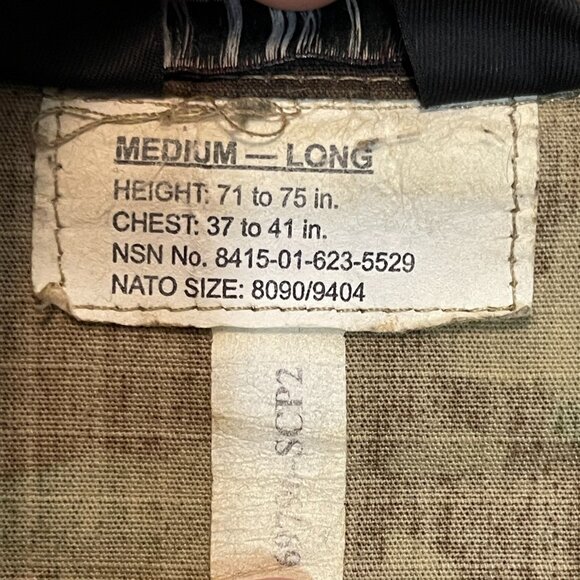 MEDIUM — LONG
HEIGHT: 71 to 75 in.
CHEST: 37 to 41 in.
NSN No. 8415-01-623-5529
NATO SIZE: 8090/9404